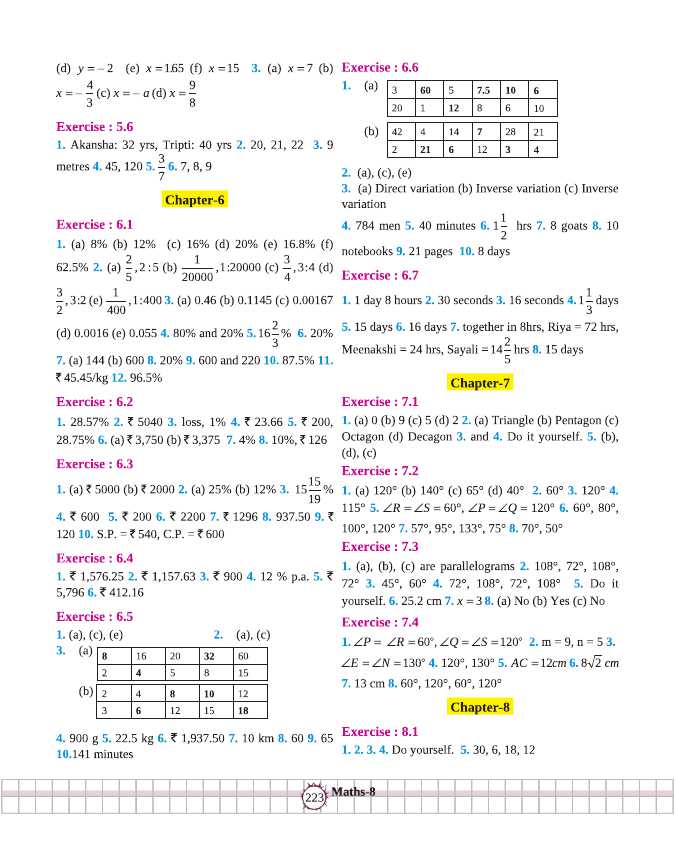 (d) y = – 2 (e) x = 1.65 (f) x = 15 3. (a) x = 7 (b)
x = – 4/3 (c) x = – a (d) x = 9/8
Exercise : 5.6
1. Akansha: 32 yrs, Tripti: 40 yrs 2. 20, 21, 22 3. 9
metres 4. 45, 120 5. 3/7 6. 7, 8, 9
Chapter-6
Exercise : 6.1
1. (a) 8% (b) 12% (c) 16% (d) 20% (e) 16.8% (f)
62.5% 2. (a) 2/5, 2:5 (b) 1/20000, 1:20000 (c) 3/4, 3:4 (d)
3/2, 3:2 (e) 1/400, 1:400 3. (a) 0.46 (b) 0.1145 (c) 0.00167
(d) 0.0016 (e) 0.055 4. 80% and 20% 5. 16 2/3 % 6. 20%
7. (a) 144 (b) 600 8. 20% 9. 600 and 220 10. 87.5% 11.
₹ 45.45/kg 12. 96.5%
Exercise : 6.2
1. 28.57% 2. ₹ 5040 3. loss, 1% 4. ₹ 23.66 5. ₹ 200,
28.75% 6. (a) ₹ 3,750 (b) ₹ 3,375 7. 4% 8. 10%, ₹ 126
Exercise : 6.3
1. (a) ₹ 5000 (b) ₹ 2000 2. (a) 25% (b) 12% 3. 15 15/19 %
4. ₹ 600 5. ₹ 200 6. ₹ 2200 7. ₹ 1296 8. 937.50 9. ₹
120 10. S.P. = ₹ 540, C.P. = ₹ 600
Exercise : 6.4
1. ₹ 1,576.25 2. ₹ 1,157.63 3. ₹ 900 4. 12 % p.a. 5. ₹
5,796 6. ₹ 412.16
Exercise : 6.5
1. (a), (c), (e) 2. (a), (c)
3. (a) 8 16 20 32 60
2 4 5 8 15
(b) 2 4 8 10 12
3 6 12 15 18
4. 900 g 5. 22.5 kg 6. ₹ 1,937.50 7. 10 km 8. 60 9. 65
10.141 minutes
Exercise : 6.6
1. (a) 3 60 5 7.5 10 6
20 1 12 8 6 10
(b) 42 4 14 7 28 21
2 21 6 12 3 4
2. (a), (c), (e)
3. (a) Direct variation (b) Inverse variation (c) Inverse
variation
4. 784 men 5. 40 minutes 6. 1 1/2 hrs 7. 8 goats 8. 10
notebooks 9. 21 pages 10. 8 days
Exercise : 6.7
1. 1 day 8 hours 2. 30 seconds 3. 16 seconds 4. 1 1/3 days
5. 15 days 6. 16 days 7. together in 8hrs, Riya = 72 hrs,
Meenakshi = 24 hrs, Sayali = 14 2/5 hrs 8. 15 days
Chapter-7
Exercise : 7.1
1. (a) 0 (b) 9 (c) 5 (d) 2 2. (a) Triangle (b) Pentagon (c)
Octagon (d) Decagon 3. and 4. Do it yourself. 5. (b),
(d), (c)
Exercise : 7.2
1. (a) 120° (b) 140° (c) 65° (d) 40° 2. 60° 3. 120° 4.
115° 5. ∠R = ∠S = 60°, ∠P = ∠Q = 120° 6. 60°, 80°,
100°, 120° 7. 57°, 95°, 133°, 75° 8. 70°, 50°
Exercise : 7.3
1. (a), (b), (c) are parallelograms 2. 108°, 72°, 108°,
72° 3. 45°, 60° 4. 72°, 108°, 72°, 108° 5. Do it
yourself. 6. 25.2 cm 7. x = 3 8. (a) No (b) Yes (c) No
Exercise : 7.4
1. ∠P = ∠R = 60°, ∠Q = ∠S = 120° 2. m = 9, n = 5 3.
∠E = ∠N = 130° 4. 120°, 130° 5. AC = 12cm 6. 8√2 cm
7. 13 cm 8. 60°, 120°, 60°, 120°
Chapter-8
Exercise : 8.1
1. 2. 3. 4. Do yourself. 5. 30, 6, 18, 12
223 Maths-8